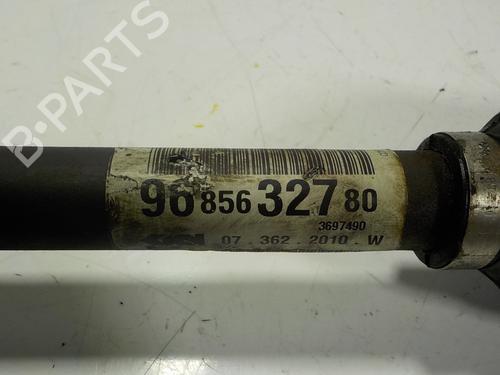 B-PARTS
96 856 327 80
3697490
07 . 362 . 2010 . W